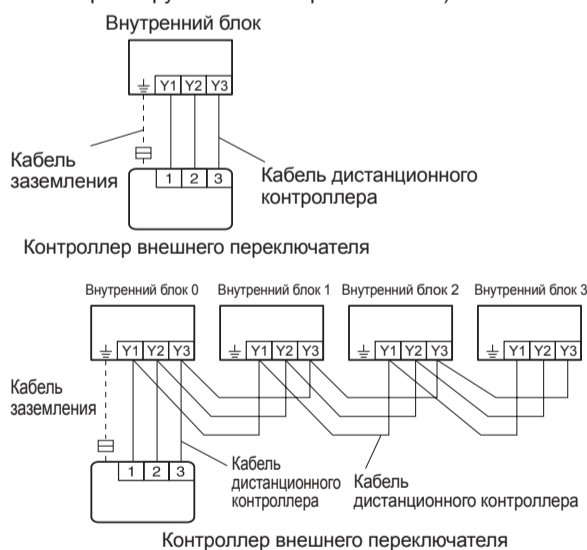 Внутренний блок
Y1 Y2 Y3
Кабель
заземления
1 2 3
Кабель дистанционного
контроллера
Контроллер внешнего переключателя
Внутренний блок 0 Внутренний блок 1 Внутренний блок 2 Внутренний блок 3
Y1 Y2 Y3 Y1 Y2 Y3 Y1 Y2 Y3 Y1 Y2 Y3
Кабель
заземления
1 2 3
Кабель
дистанционного
контроллера
Кабель
дистанционного контроллера
Контроллер внешнего переключателя